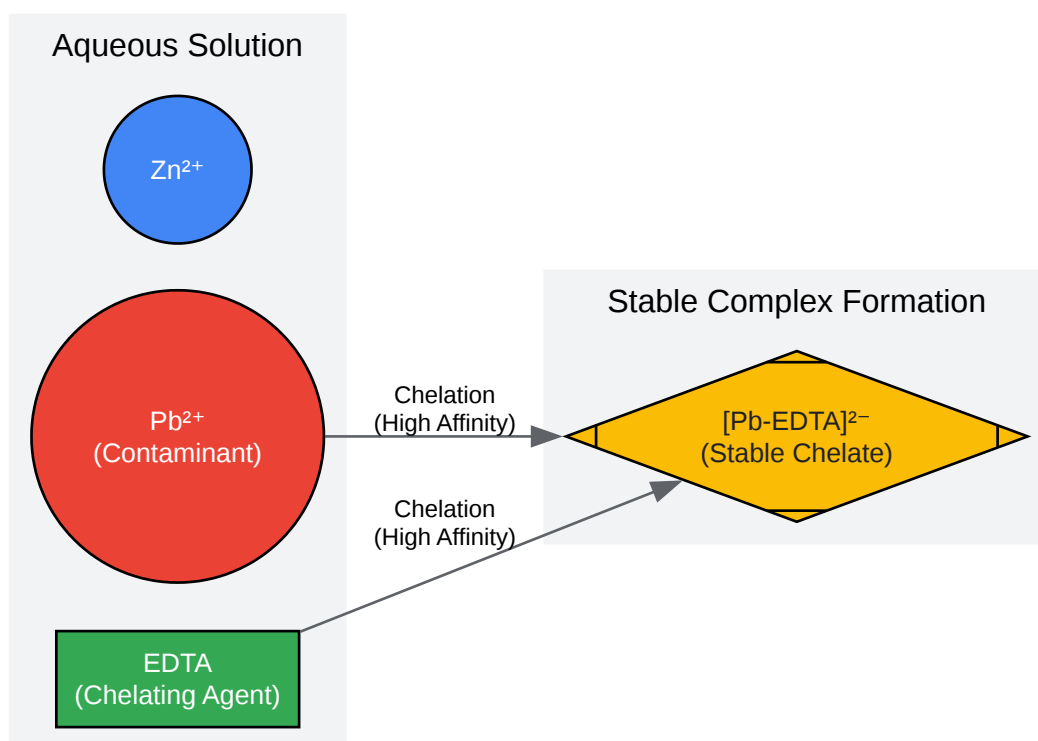 Aqueous Solution
Zn²⁺
Pb²⁺
(Contaminant)
EDTA
(Chelating Agent)
Chelation
(High Affinity)
Chelation
(High Affinity)
Stable Complex Formation
[Pb-EDTA]²⁻
(Stable Chelate)